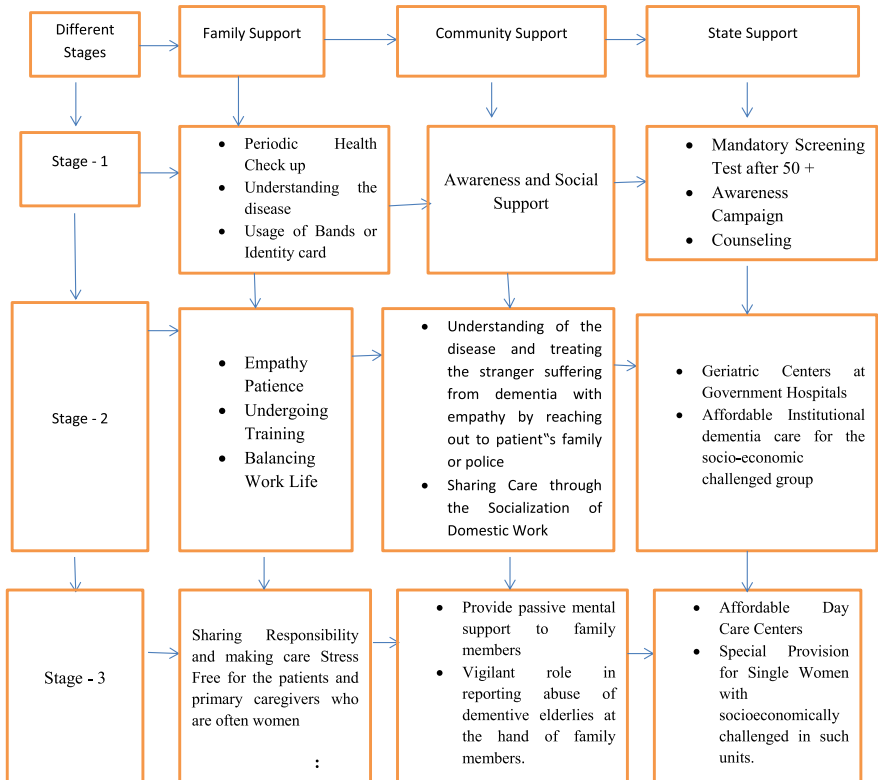 Different
Stages
Family Support
Community Support
State Support
Stage - 1
• Periodic Health
Check up
• Understanding the
disease
• Usage of Bands or
Identity card
Awareness and Social
Support
• Mandatory Screening
Test after 50 +
• Awareness
Campaign
• Counseling
Stage - 2
• Empathy
Patience
• Undergoing
Training
• Balancing
Work Life
• Understanding of the
disease and treating
the stranger suffering
from dementia with
empathy by reaching
out to patient‟s family
or police
• Sharing Care through
the Socialization of
Domestic Work
• Geriatric Centers at
Government Hospitals
• Affordable Institutional
dementia care for the
socio-economic
challenged group
Stage - 3
Sharing Responsibility
and making care Stress
Free for the patients and
primary caregivers who
are often women
:
• Provide passive mental
support to family
members
• Vigilant role in
reporting abuse of
dementive elderlies at
the hand of family
members.
• Affordable Day
Care Centers
• Special Provision
for Single Women
with
socioeconomically
challenged in such
units.